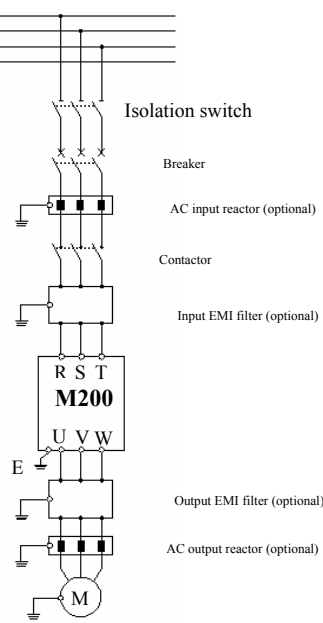 Isolation switch
Breaker
AC input reactor (optional)
Contactor
Input EMI filter (optional)
R S T
M200
U V W
E
Output EMI filter (optional)
AC output reactor (optional)
M